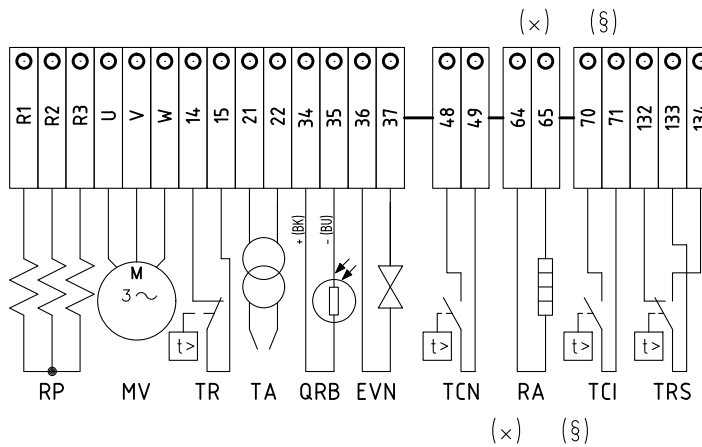 (×) (§)
R1 R2 R3 U V W 14 15 21 22 34 35 36 37 48 49 64 65 70 71 132 133 134
+ (BK) - (BU)
M
3 ~
t> t> t> t>
RP MV TR TA QRB EVN TCN RA TCI TRS
(×) (§)